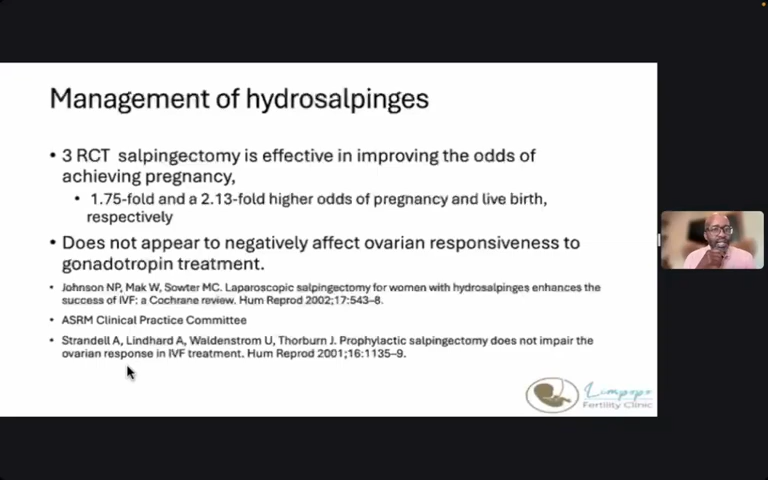 Management of hydrosalpinges
• 3 RCT salpingectomy is effective in improving the odds of
achieving pregnancy,
• 1.75-fold and a 2.13-fold higher odds of pregnancy and live birth,
respectively
• Does not appear to negatively affect ovarian responsiveness to
gonadotropin treatment.
• Johnson NP, Mak W, Sowter MC. Laparoscopic salpingectomy for women with hydrosalpinges enhances the
success of IVF: a Cochrane review. Hum Reprod 2002;17:543–8.
• ASRM Clinical Practice Committee
• Strandell A, Lindhard A, Waldenstrom U, Thorburn J. Prophylactic salpingectomy does not impair the
ovarian response in IVF treatment. Hum Reprod 2001;16:1135–9.
Limpopo
Fertility Clinic